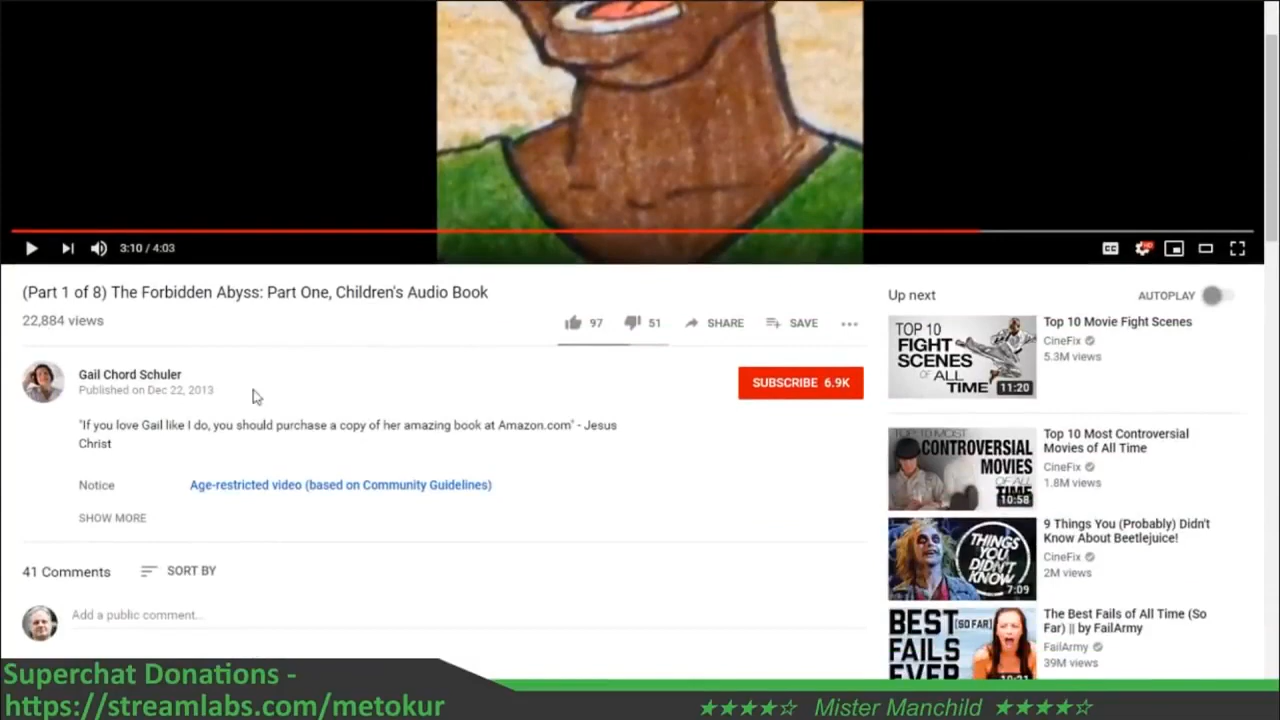 3:10 / 4:03
CC
HD
(Part 1 of 8) The Forbidden Abyss: Part One, Children's Audio Book
22,884 views
97
51
SHARE
SAVE
Gail Chord Schuler
Published on Dec 22, 2013
SUBSCRIBE 6.9K
"If you love Gail like I do, you should purchase a copy of her amazing book at Amazon.com" - Jesus
Christ
Notice
Age-restricted video (based on Community Guidelines)
SHOW MORE
41 Comments
SORT BY
Add a public comment...
Up next
AUTOPLAY
TOP 10
FIGHT
SCENES
OF ALL
TIME
11:20
Top 10 Movie Fight Scenes
CineFix
5.3M views
TOP 10 MOST
CONTROVERSIAL
MOVIES
OF ALL
TIME
10:58
Top 10 Most Controversial
Movies of All Time
CineFix
1.8M views
THINGS
YOU
DIDN'T
KNOW
7:09
9 Things You (Probably) Didn't
Know About Beetlejuice!
CineFix
2M views
BEST
(SO FAR)
FAILS
EVER
The Best Fails of All Time (So
Far) || by FailArmy
FailArmy
39M views
Superchat Donations -
https://streamlabs.com/metokur
★★★★☆ Mister Manchild ★★★★☆